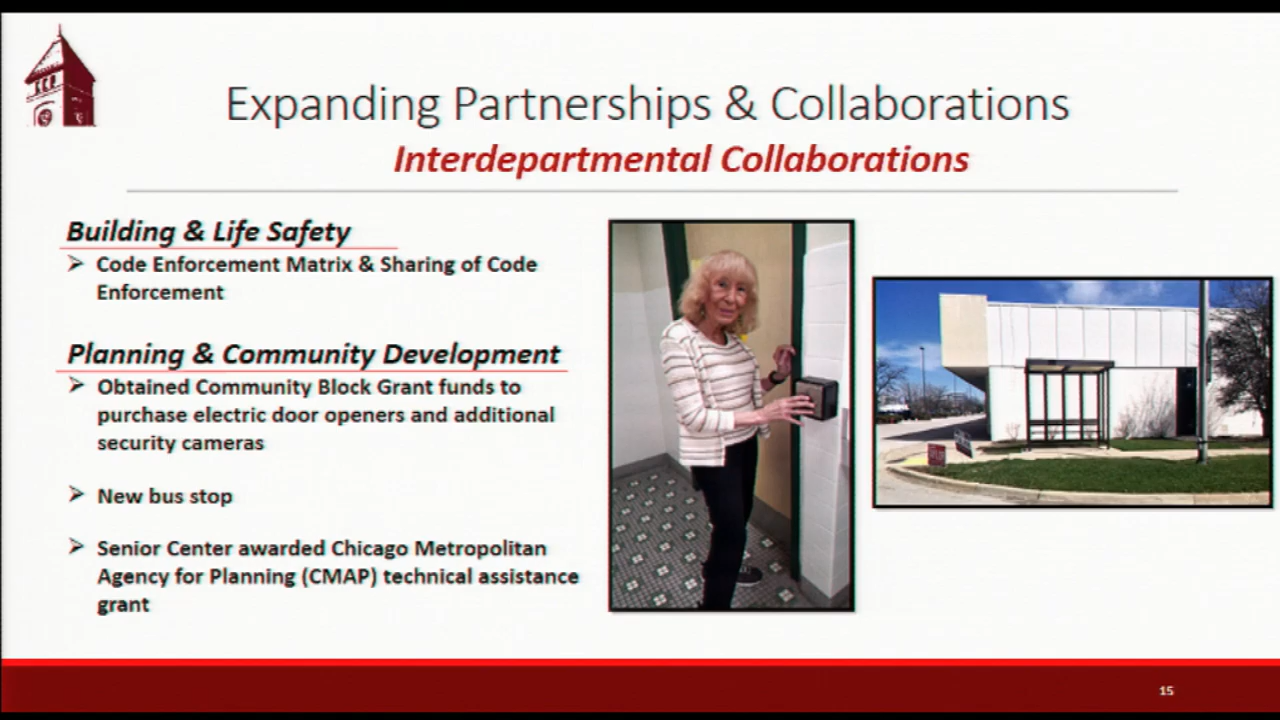 Expanding Partnerships & Collaborations
Interdepartmental Collaborations
Building & Life Safety
Code Enforcement Matrix & Sharing of Code
Enforcement
Planning & Community Development
Obtained Community Block Grant funds to
purchase electric door openers and additional
security cameras
New bus stop
Senior Center awarded Chicago Metropolitan
Agency for Planning (CMAP) technical assistance
grant
15